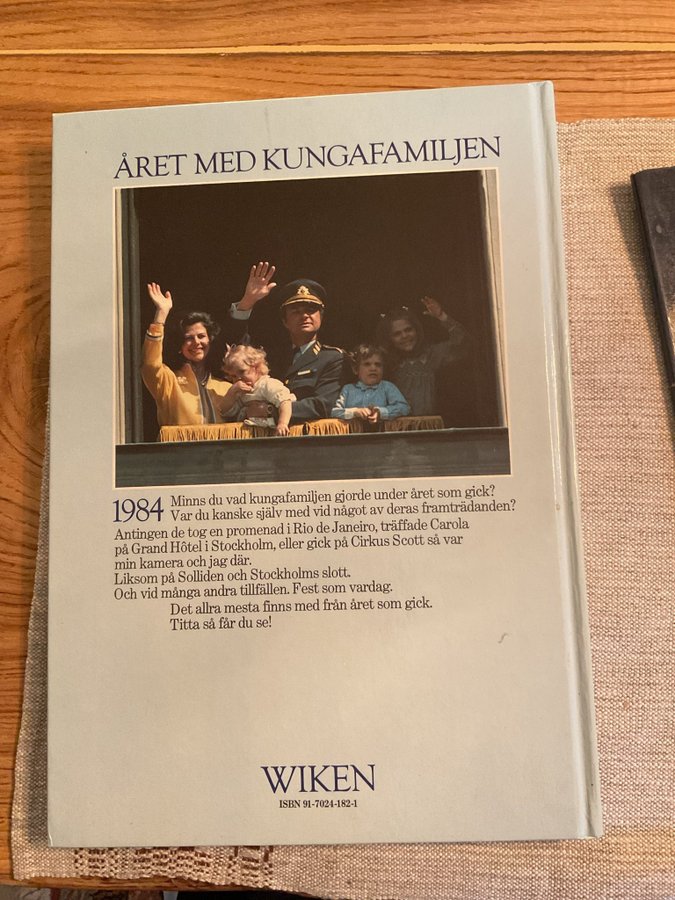 ÅRET MED KUNGAFAMILJEN
1984 Minns du vad kungafamiljen gjorde under året som gick?
Var du kanske själv med vid något av deras framträdanden?
Antingen de tog en promenad i Rio de Janeiro, träffade Carola
på Grand Hôtel i Stockholm, eller gick på Cirkus Scott så var
min kamera och jag där.
Liksom på Solliden och Stockholms slott.
Och vid många andra tillfällen. Fest som vardag.
Det allra mesta finns med från året som gick.
Titta så får du se!
WIKEN
ISBN 91-7024-182-1